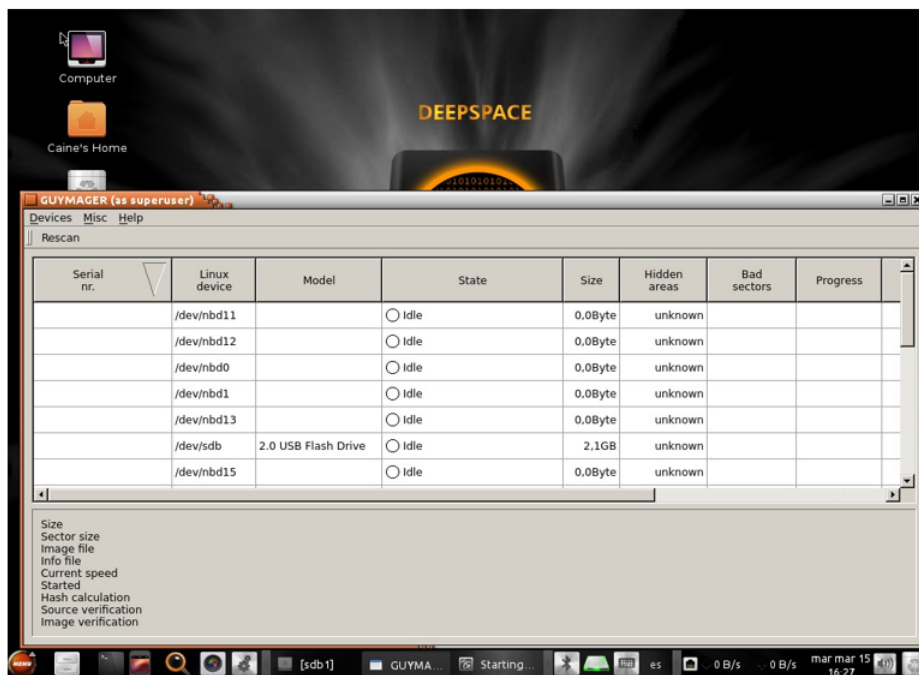 Computer
DEEPSPACE
Caine's Home
GUYMAGER (as superuser)
Devices Misc Help
Rescan
Serial nr. Linux device Model State Size Hidden areas Bad sectors Progress
/dev/nbd11 Idle 0,0Byte unknown
/dev/nbd12 Idle 0,0Byte unknown
/dev/nbd0 Idle 0,0Byte unknown
/dev/nbd1 Idle 0,0Byte unknown
/dev/nbd13 Idle 0,0Byte unknown
/dev/sdb 2.0 USB Flash Drive Idle 2,1GB unknown
/dev/nbd15 Idle 0,0Byte unknown
Size
Sector size
Image file
Info file
Current speed
Started
Hash calculation
Source verification
Image verification
MENU [sdb1] GUYMA... Starting... es 0 B/s 0 B/s mar mar 15
16:27